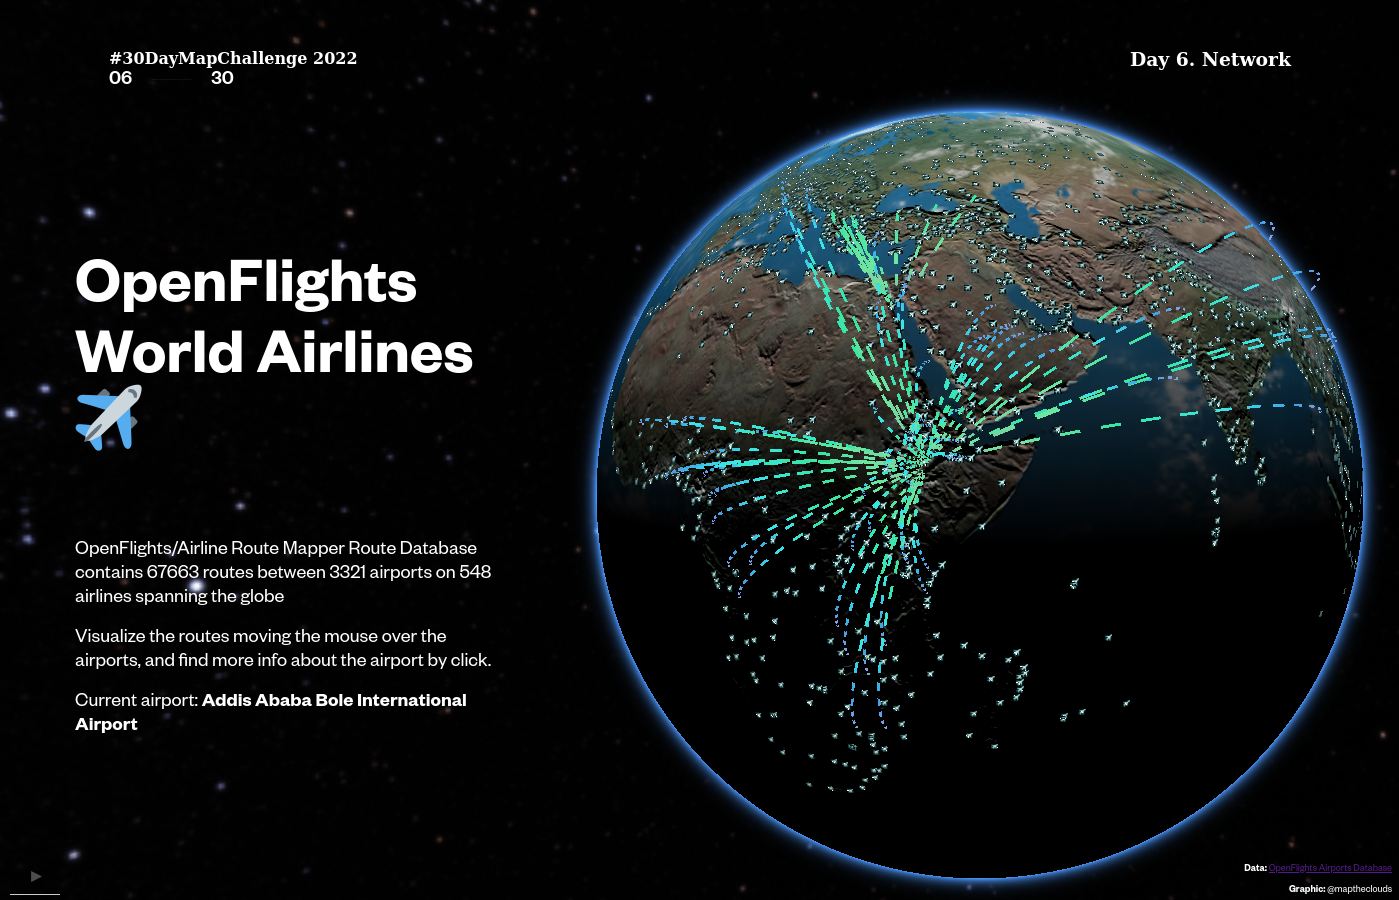 #30DayMapChallenge 2022
06 30
Day 6. Network
OpenFlights
World Airlines
OpenFlights/Airline Route Mapper Route Database
contains 67663 routes between 3321 airports on 548
airlines spanning the globe
Visualize the routes moving the mouse over the
airports, and find more info about the airport by click.
Current airport: Addis Ababa Bole International
Airport
Data: OpenFlights Airports Database
Graphic: @maptheclouds